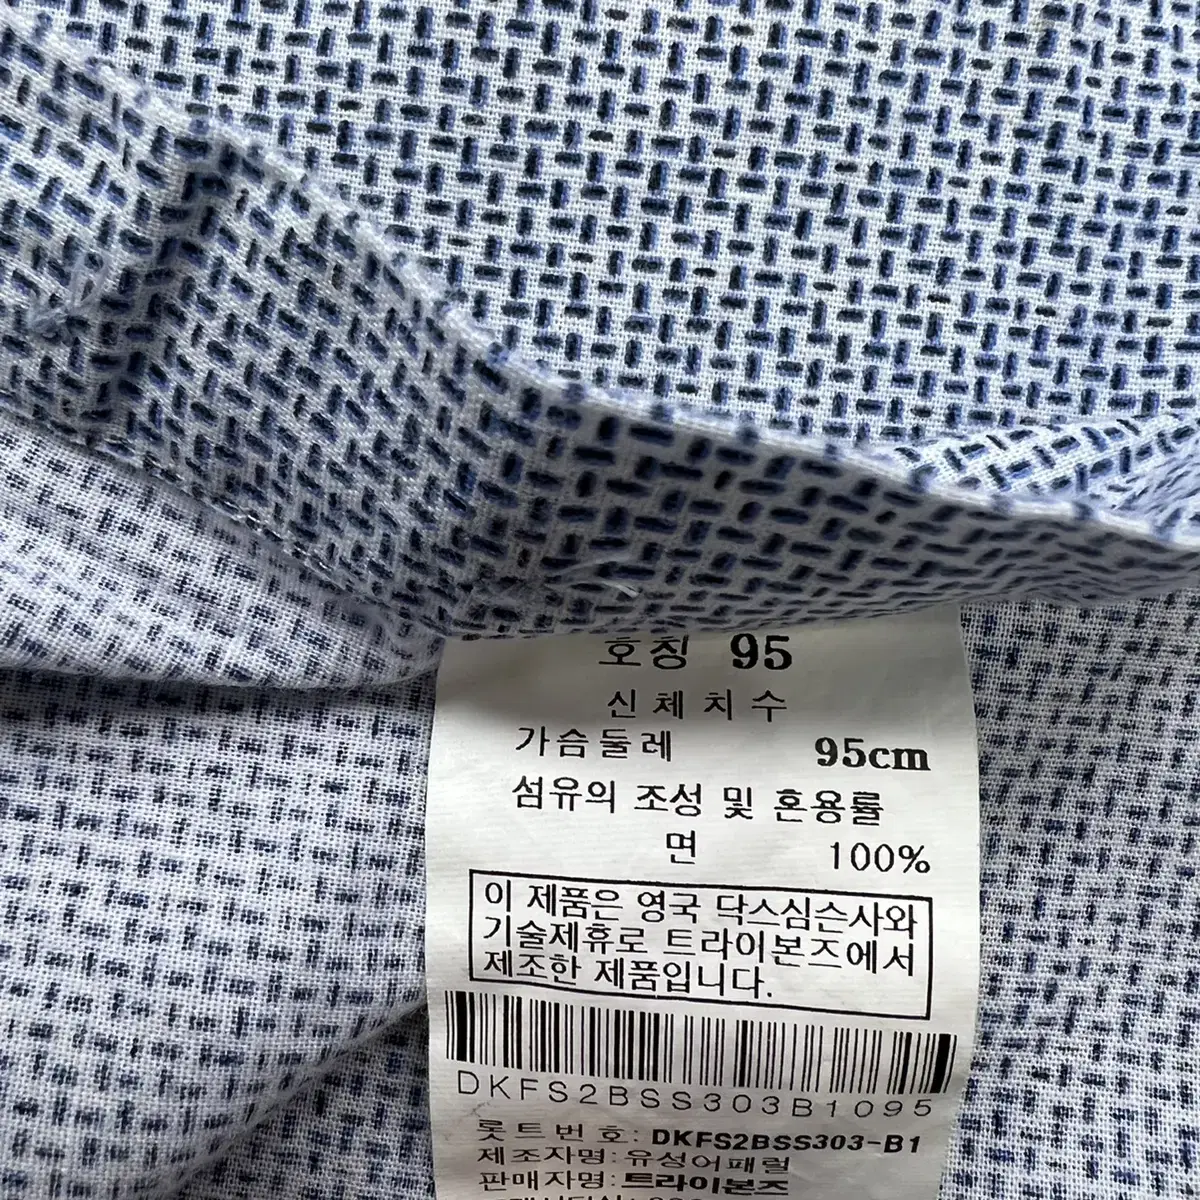 호칭 95
신체치수
가슴둘레 95cm
섬유의 조성 및 혼용률
면 100%
이 제품은 영국 닥스심슨사와
기술제휴로 트라이본즈에서
제조한 제품입니다.
DKFS2BSS303B1095
롯트번호: DKFS2BSS303-B1
제조자명:유성어패럴
판매자명:트라이본즈